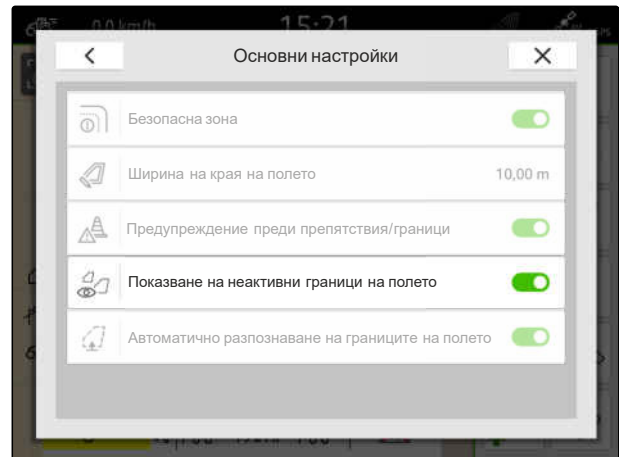 0.0 km/h 15:21
Основни настройки
Безопасна зона
Ширина на края на полето 10,00 m
Предупреждение преди препятствия/граници
Показване на неактивни граници на полето
Автоматично разпознаване на границите на полето